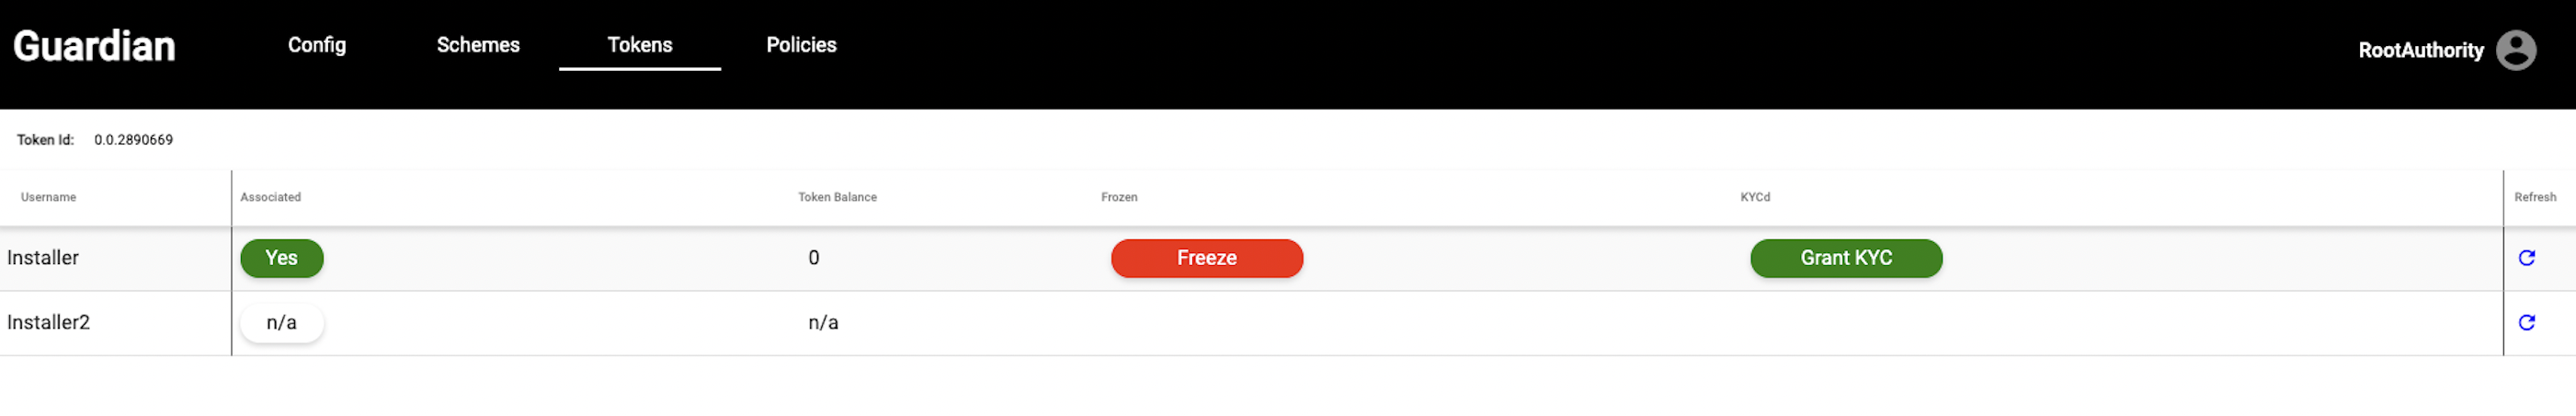 Guardian Config Schemes Tokens Policies RootAuthority
Token Id: 0.0.2890669
Username Associated Token Balance Frozen KYCd Refresh
Installer Yes 0 Freeze Grant KYC
Installer2 n/a n/a